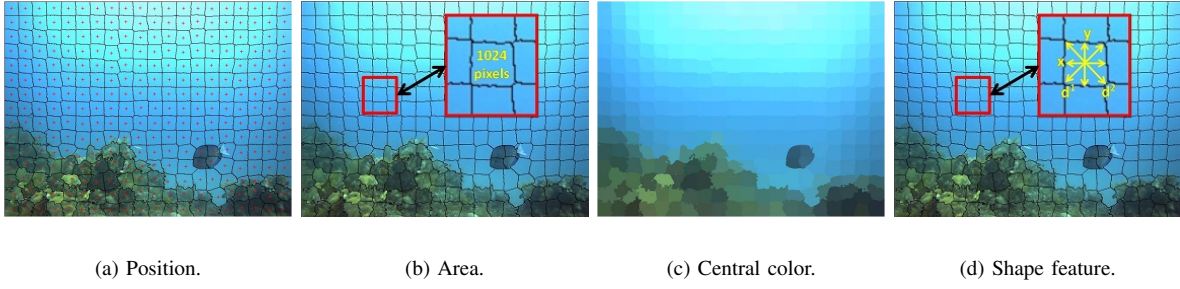 1024
pixels
y
x
d¹ d²
(a) Position.
(b) Area.
(c) Central color.
(d) Shape feature.